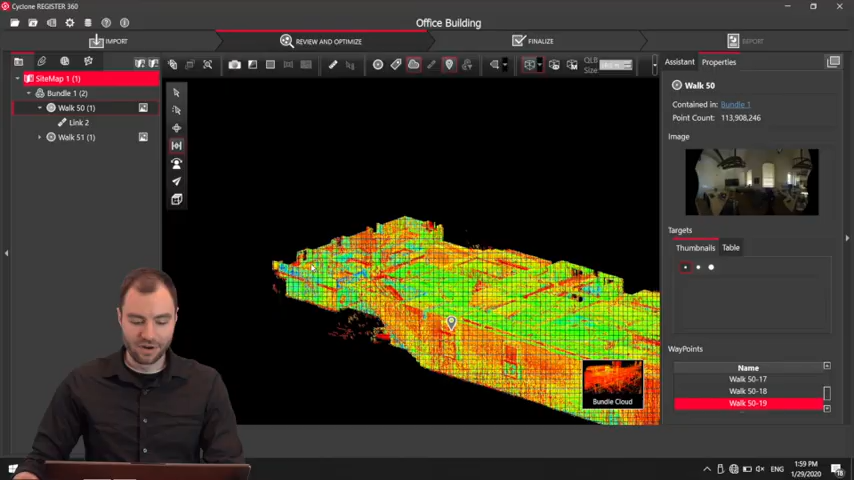 Cyclone REGISTER 360
Office Building
IMPORT
REVIEW AND OPTIMIZE
FINALIZE
EXPORT
QLB
Size
Assistant
Properties
SiteMap 1 (1)
Bundle 1 (2)
Walk 50 (1)
Link 2
Walk 51 (1)
Walk 50
Contained in: Bundle 1
Point Count: 113,908,246
Image
Targets
Thumbnails
Table
WayPoints
Name
Walk 50-17
Walk 50-18
Walk 50-19
Bundle Cloud
ENG
1:59 PM
1/29/2020